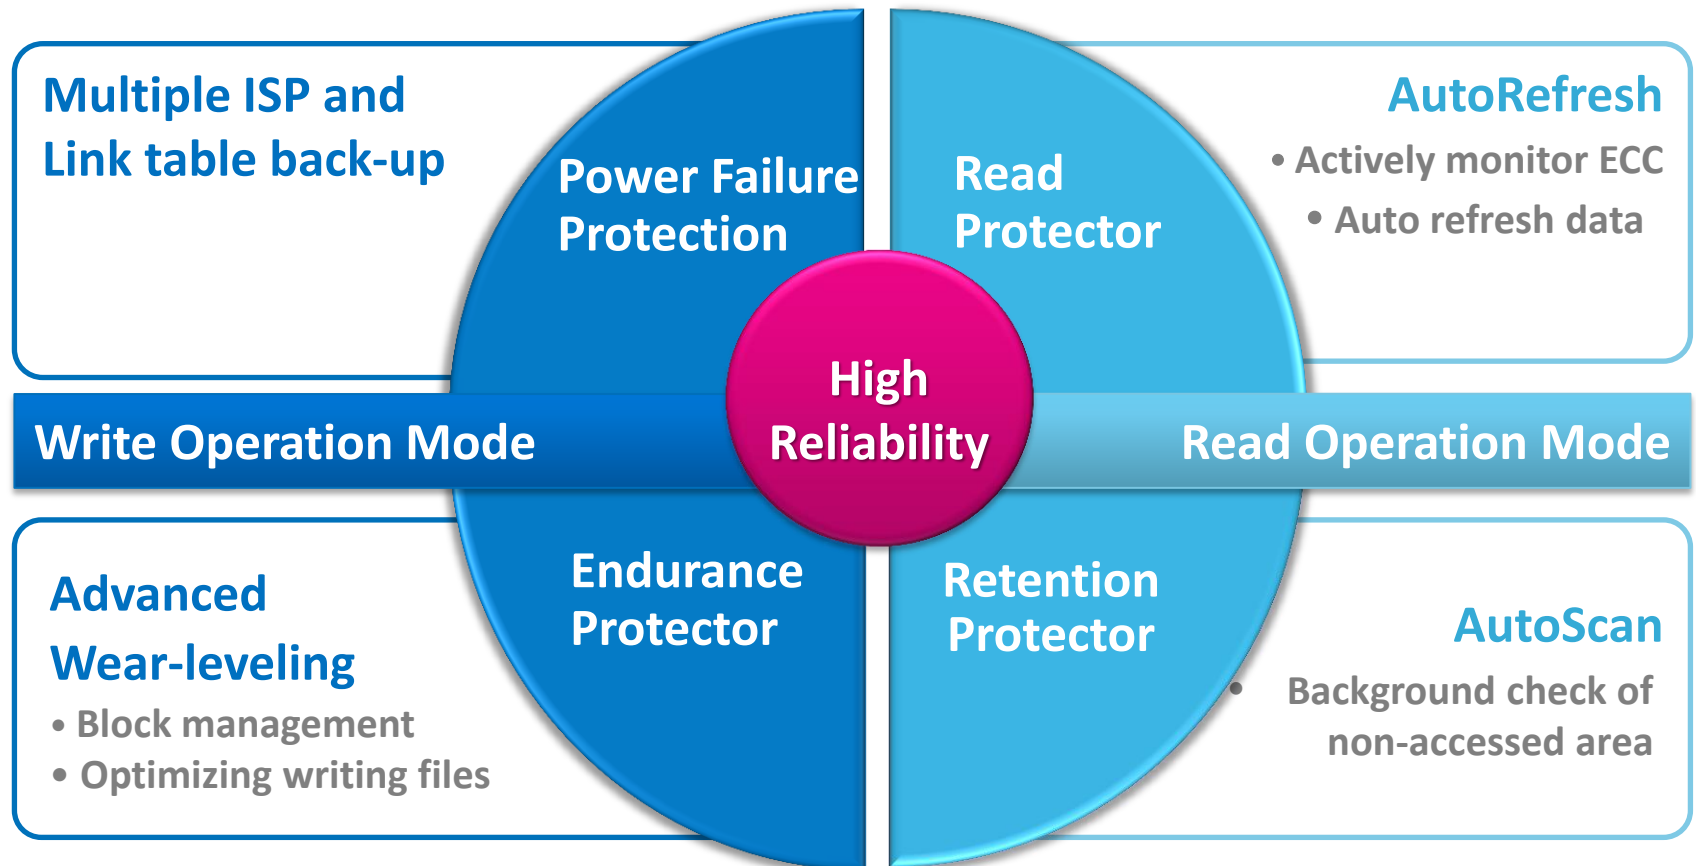 Multiple ISP and
Link table back-up
Power Failure
Protection
Read
Protector
AutoRefresh
• Actively monitor ECC
• Auto refresh data
High
Reliability
Write Operation Mode
Read Operation Mode
Advanced
Wear-leveling
• Block management
• Optimizing writing files
Endurance
Protector
Retention
Protector
AutoScan
• Background check of
non-accessed area